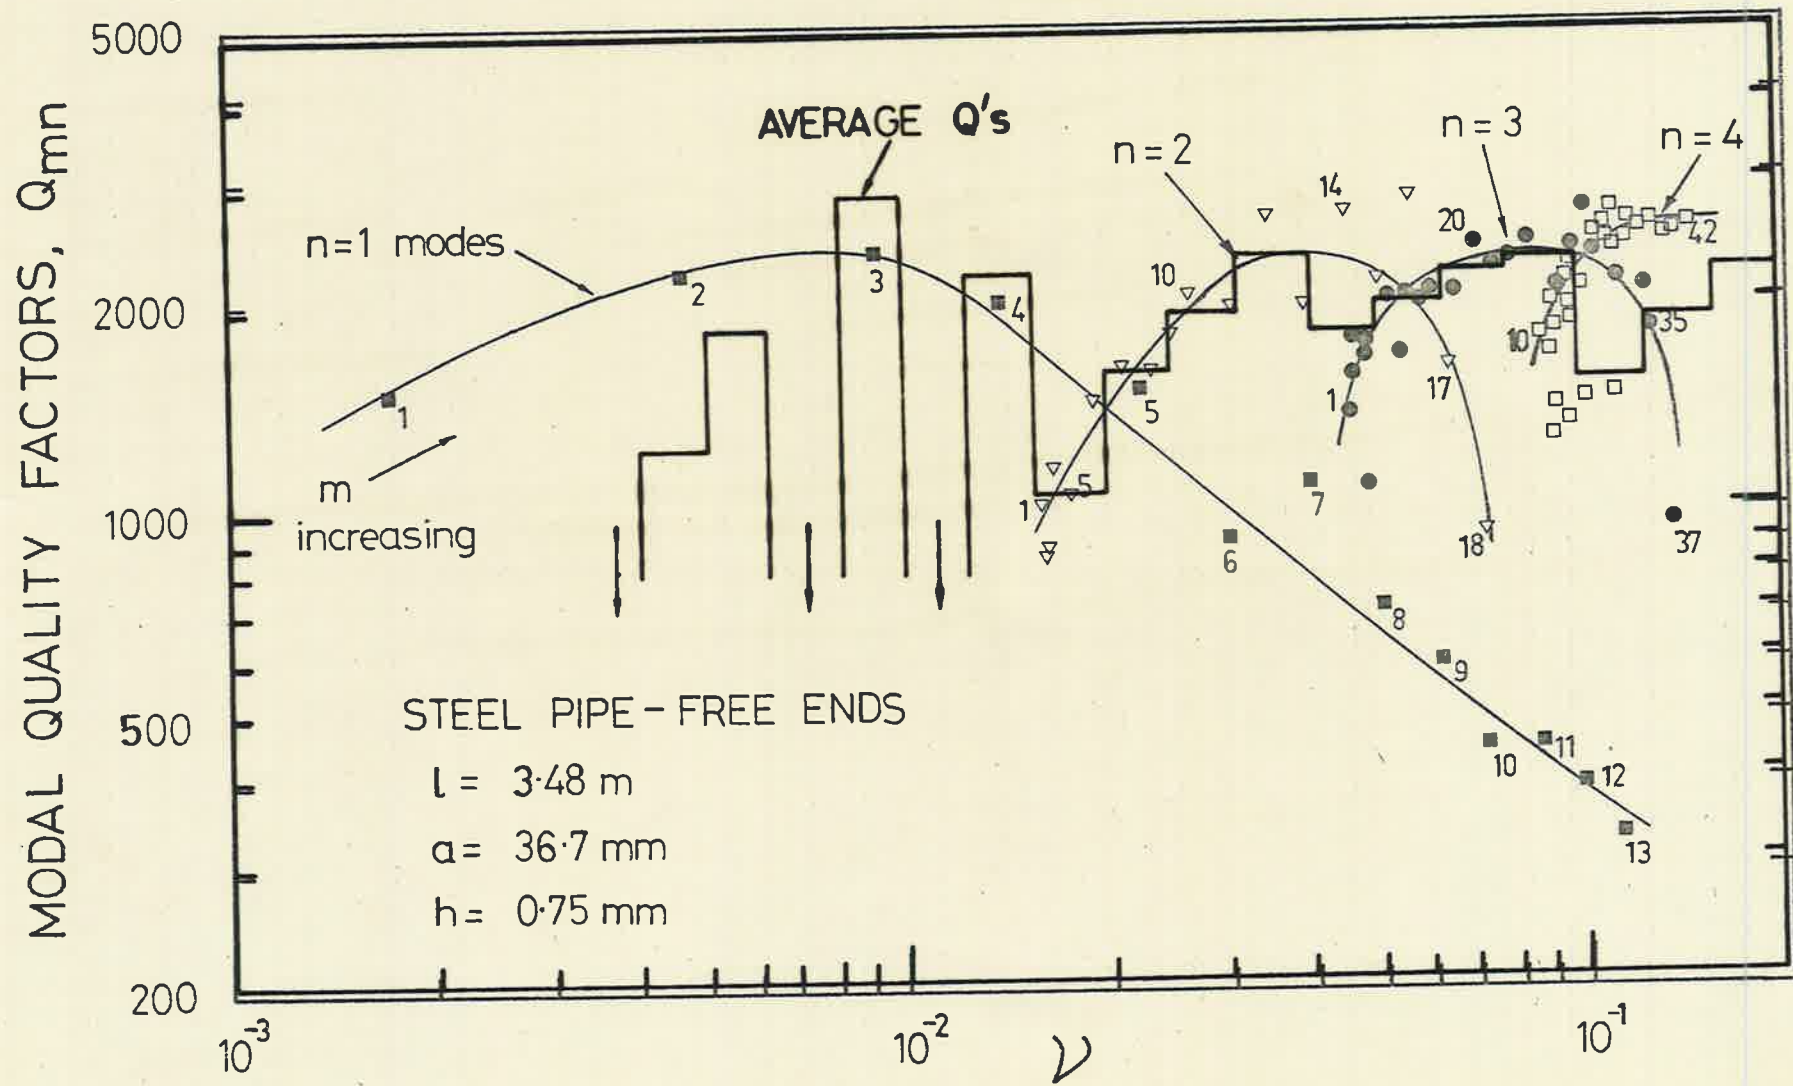 MODAL QUALITY FACTORS, Qmn
5000
2000
1000
500
200
AVERAGE Q's
n=1 modes
n=2
n=3
n=4
m
increasing
1
2
3
4
5
6
7
8
9
10
11
12
13
1
5
10
14
17
18
1
20
35
37
10
42
STEEL PIPE-FREE ENDS
l= 3·48 m
a= 36·7 mm
h= 0·75 mm
10-3
10-2
10-1
ν